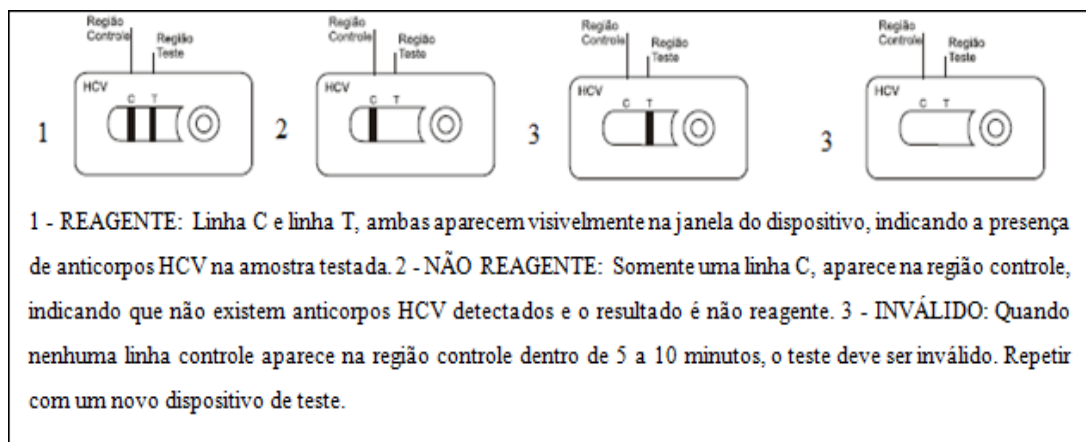 Região
Controle
Região
Teste
HCV
C T
1
Região
Controle
Região
Teste
HCV
C T
2
Região
Controle
Região
Teste
HCV
C T
3
Região
Controle
Região
Teste
HCV
C T
3
1 - REAGENTE: Linha C e linha T, ambas aparecem visivelmente na janela do dispositivo, indicando a presença
de anticorpos HCV na amostra testada. 2 - NÃO REAGENTE: Somente uma linha C, aparece na região controle,
indicando que não existem anticorpos HCV detectados e o resultado é não reagente. 3 - INVÁLIDO: Quando
nenhuma linha controle aparece na região controle dentro de 5 a 10 minutos, o teste deve ser inválido. Repetir
com um novo dispositivo de teste.